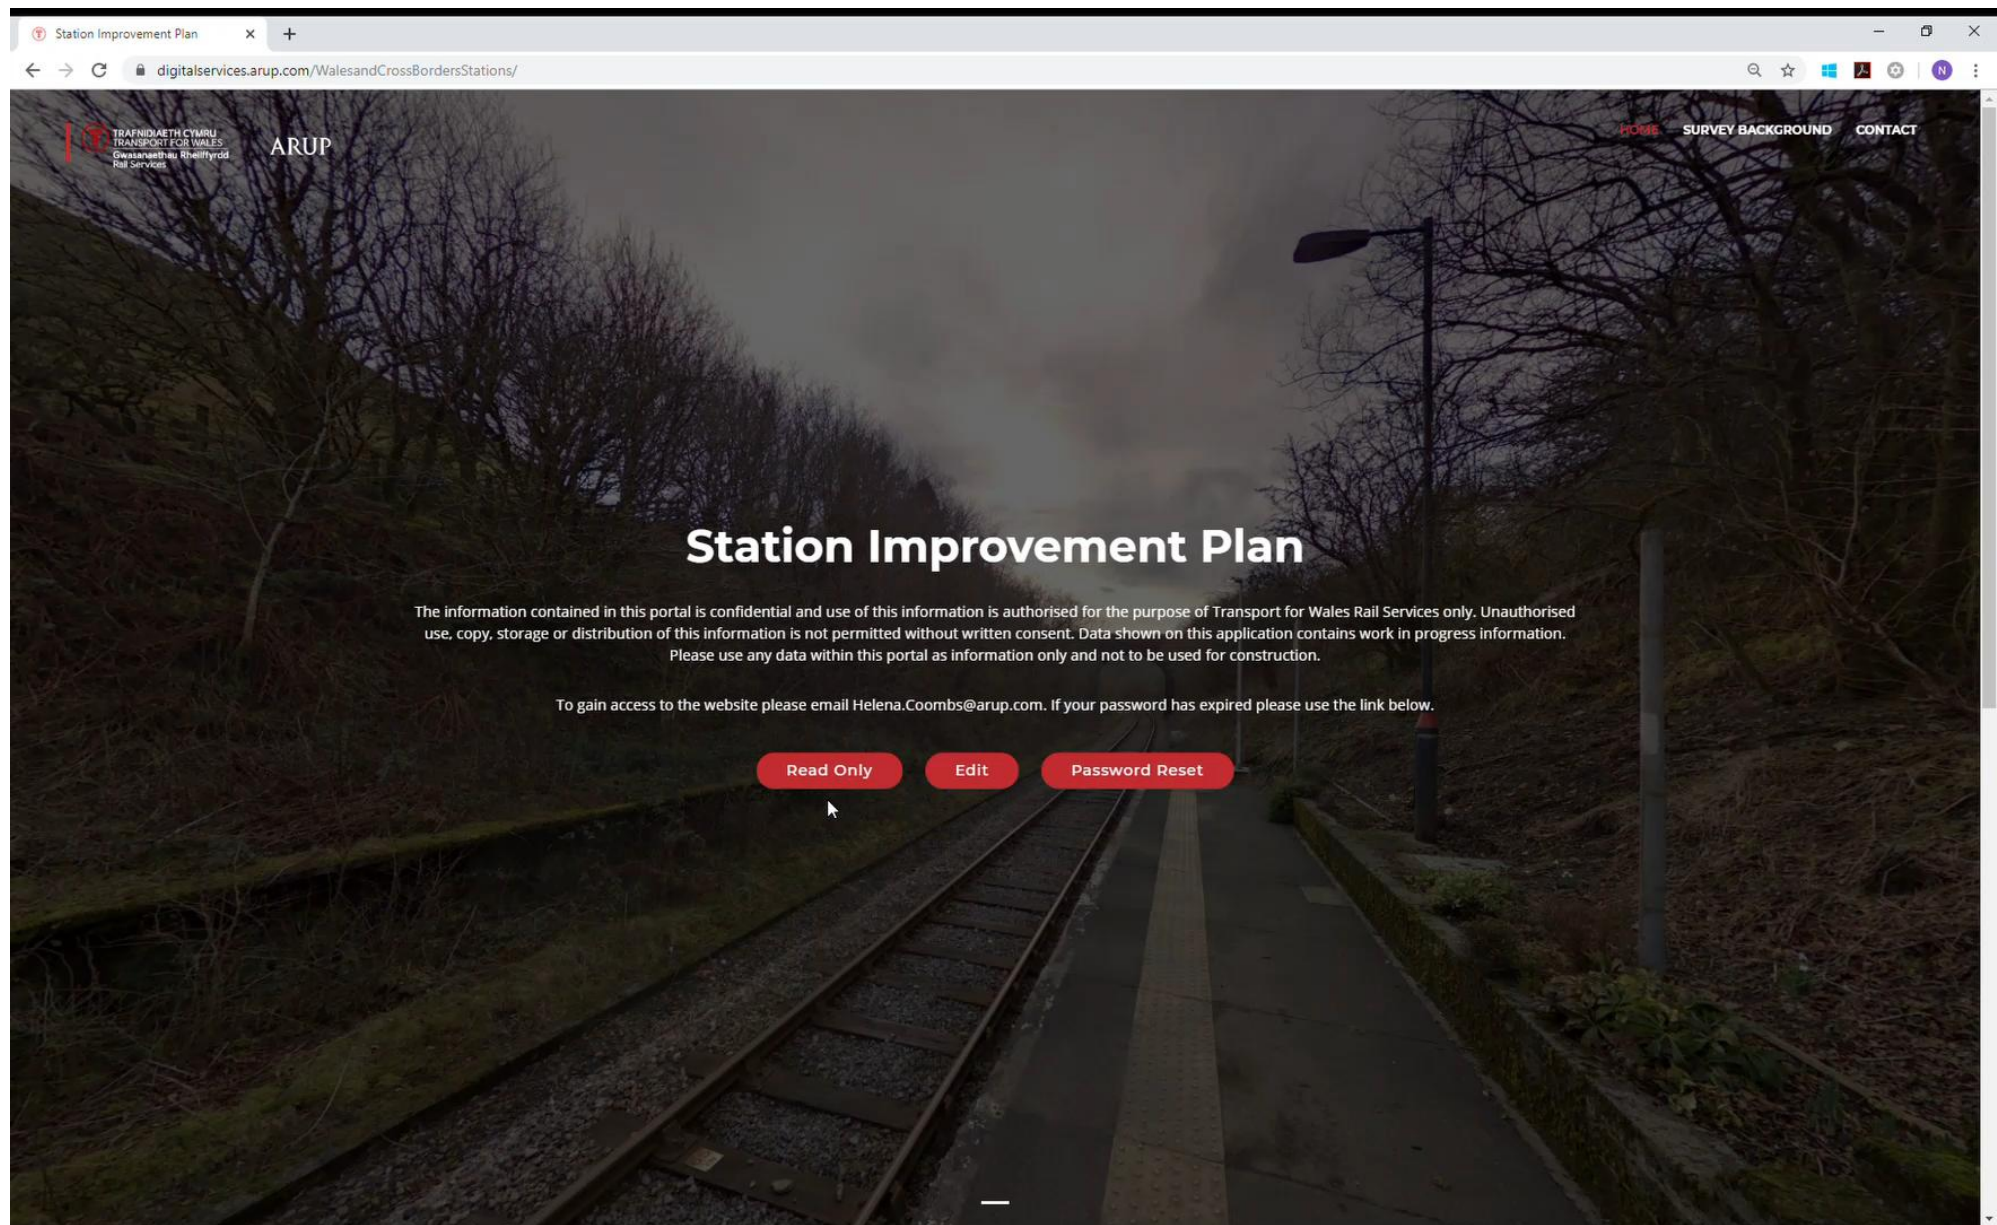 Station Improvement Plan
digitalservices.arup.com/WalesandCrossBordersStations/
N
TRAFNIDIAETH CYMRU
TRANSPORT FOR WALES
Gwasanaethau Rheilffyrdd
Rail Services
ARUP
HOME SURVEY BACKGROUND CONTACT
Station Improvement Plan
The information contained in this portal is confidential and use of this information is authorised for the purpose of Transport for Wales Rail Services only. Unauthorised
use, copy, storage or distribution of this information is not permitted without written consent. Data shown on this application contains work in progress information.
Please use any data within this portal as information only and not to be used for construction.
To gain access to the website please email Helena.Coombs@arup.com. If your password has expired please use the link below.
Read Only Edit Password Reset